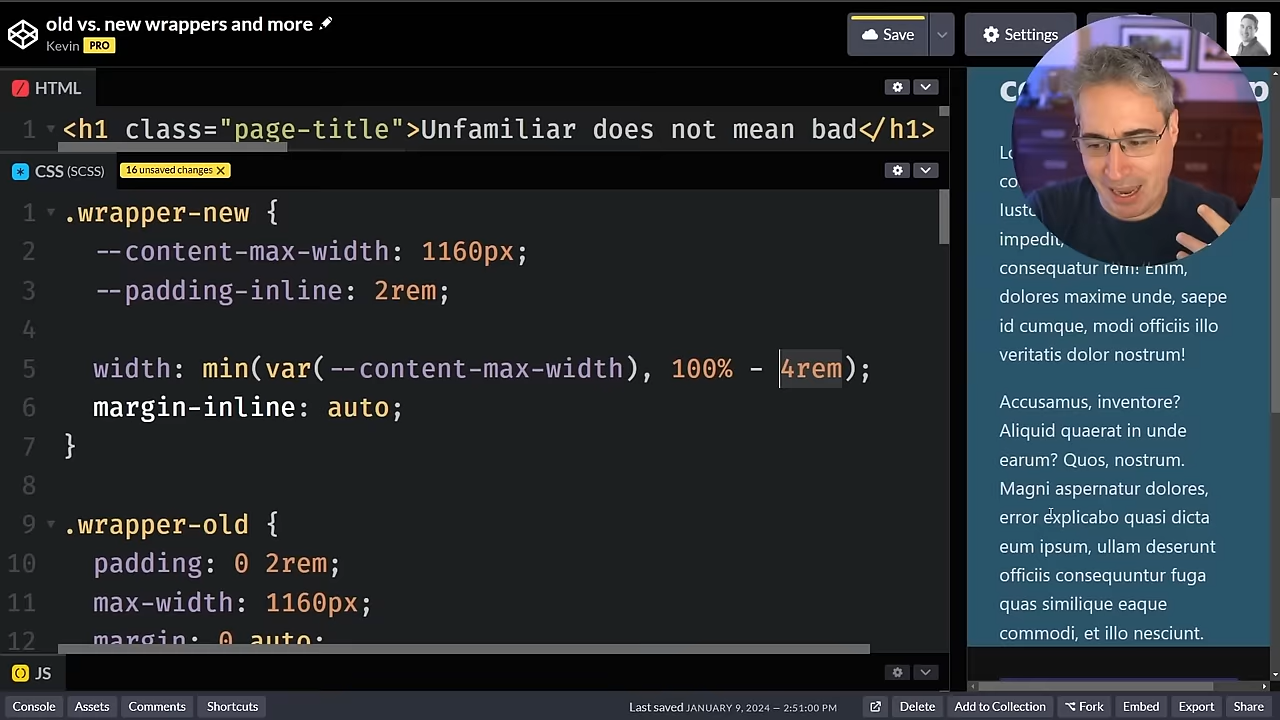 old vs. new wrappers and more
Kevin PRO
Save
Settings
HTML
1 <h1 class="page-title">Unfamiliar does not mean bad</h1>
CSS (SCSS)
16 unsaved changes X
1 .wrapper-new {
2 --content-max-width: 1160px;
3 --padding-inline: 2rem;
4
5 width: min(var(--content-max-width), 100% - 4rem);
6 margin-inline: auto;
7 }
8
9 .wrapper-old {
10 padding: 0 2rem;
11 max-width: 1160px;
12 margin: 0 auto;
JS
impedit,
consequatur rem! Enim,
dolores maxime unde, saepe
id cumque, modi officiis illo
veritatis dolor nostrum!
Accusamus, inventore?
Aliquid quaerat in unde
earum? Quos, nostrum.
Magni aspernatur dolores,
error explicabo quasi dicta
eum ipsum, ullam deserunt
officiis consequuntur fuga
quas similique eaque
commodi, et illo nesciunt.
Console Assets Comments Shortcuts Last saved JANUARY 9, 2024 — 2:51:00 PM Delete Add to Collection Fork Embed Export Share